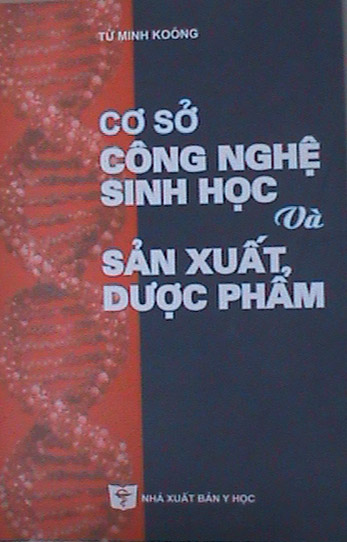 TỪ MINH KOÓNG
CƠ SỞ
CÔNG NGHỆ
SINH HỌC
Và
SẢN XUẤT
DƯỢC PHẨM
NHÀ XUẤT BẢN Y HỌC